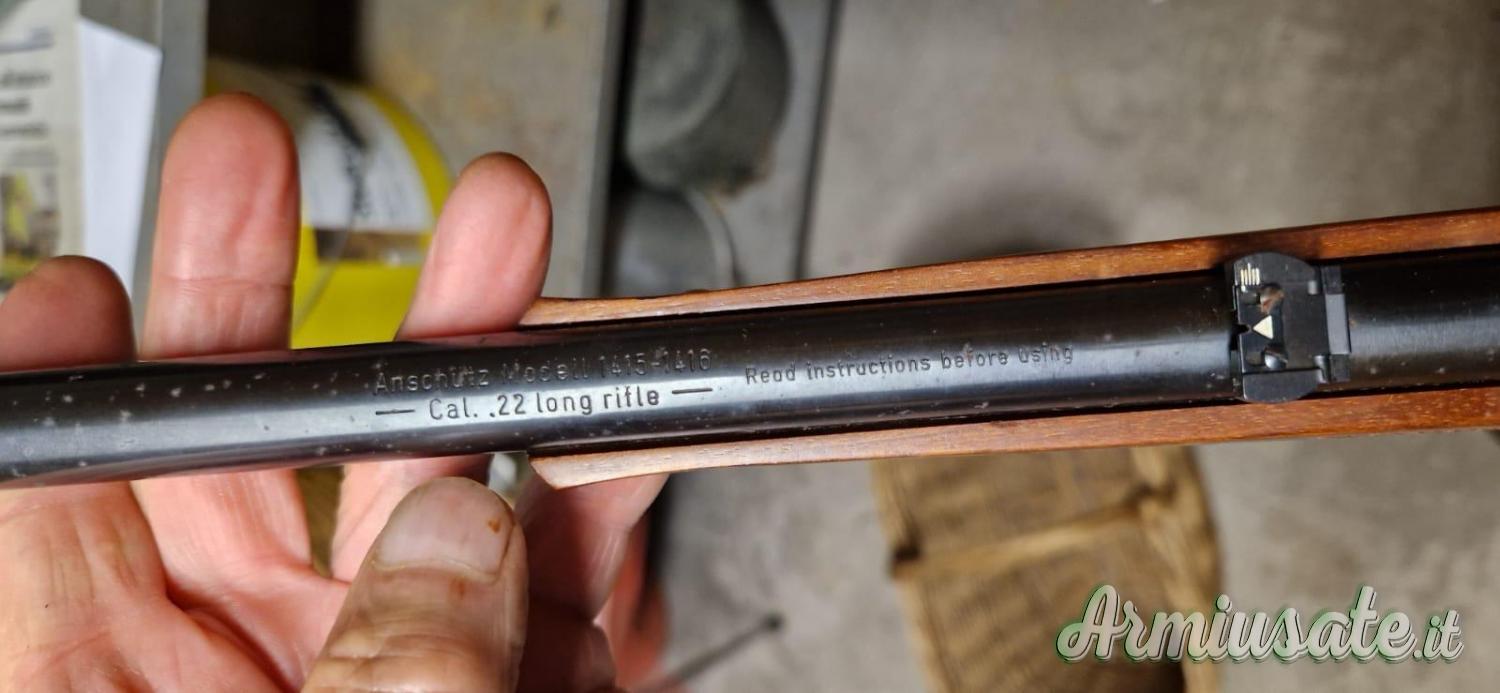 Anschütz Modell 1415-1416
— Cal. .22 long rifle —
Read instructions before using
Armiusate.it